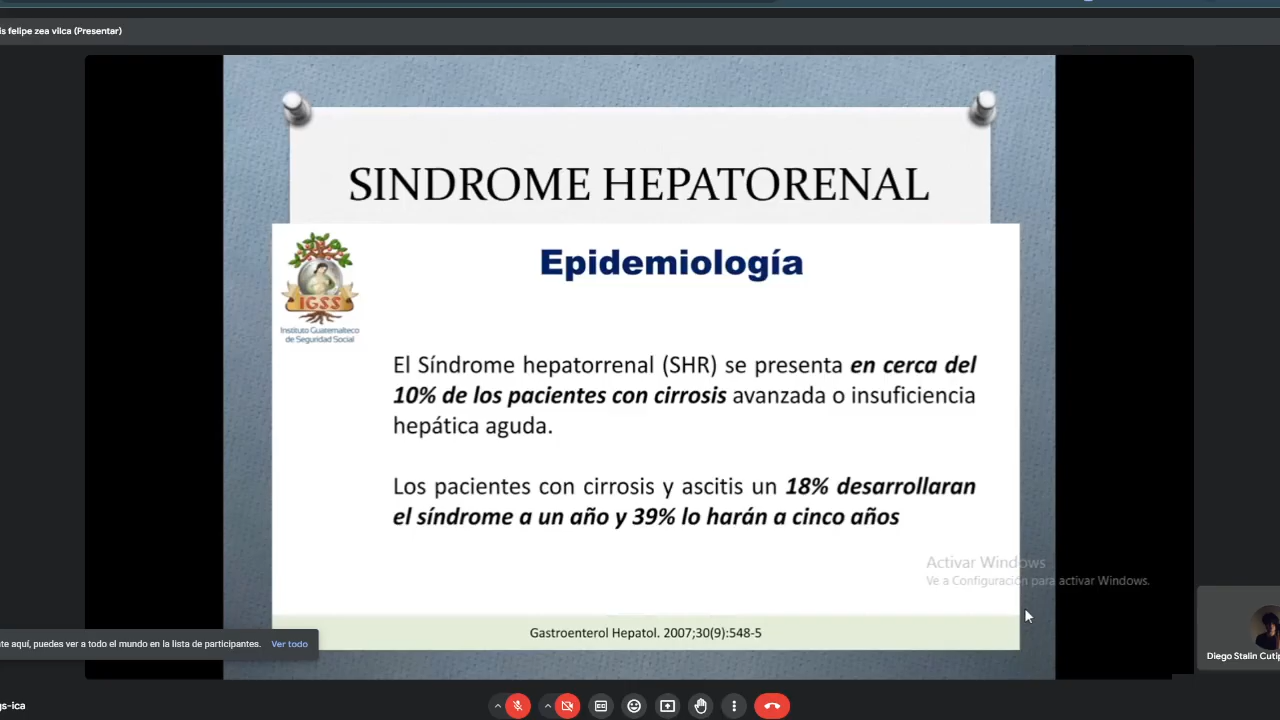 is felipe zea vilca (Presentar)
SINDROME HEPATORENAL
IGSS
Instituto Guatemalteco
de Seguridad Social
Epidemiología
El Síndrome hepatorrenal (SHR) se presenta en cerca del
10% de los pacientes con cirrosis avanzada o insuficiencia
hepática aguda.
Los pacientes con cirrosis y ascitis un 18% desarrollaran
el síndrome a un año y 39% lo harán a cinco años
Activar Windows
Ve a Configuración para activar Windows.
Gastroenterol Hepatol. 2007;30(9):548-5
te aquí, puedes ver a todo el mundo en la lista de participantes. Ver todo
Diego Stalin Cutip
gs-ica